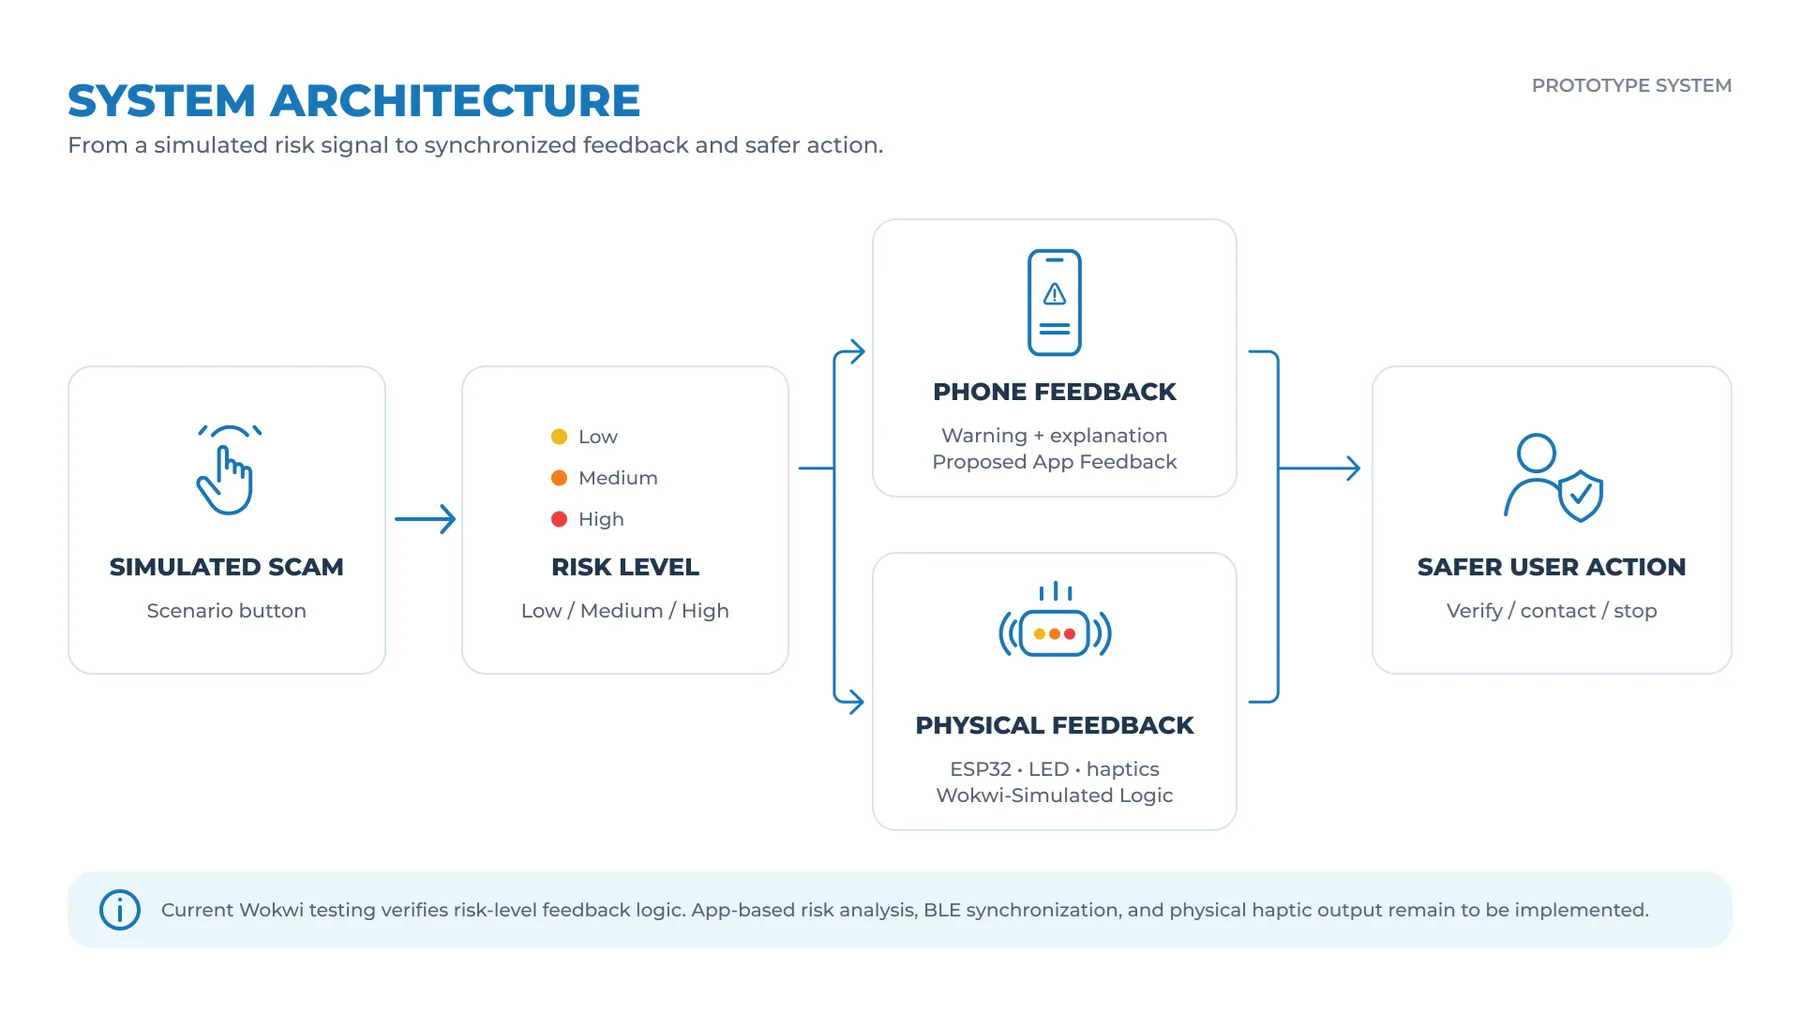 SYSTEM ARCHITECTURE
PROTOTYPE SYSTEM
From a simulated risk signal to synchronized feedback and safer action.
SIMULATED SCAM
Scenario button
Low
Medium
High
RISK LEVEL
Low / Medium / High
PHONE FEEDBACK
Warning + explanation
Proposed App Feedback
PHYSICAL FEEDBACK
ESP32 • LED • haptics
Wokwi-Simulated Logic
SAFER USER ACTION
Verify / contact / stop
Current Wokwi testing verifies risk-level feedback logic. App-based risk analysis, BLE synchronization, and physical haptic output remain to be implemented.